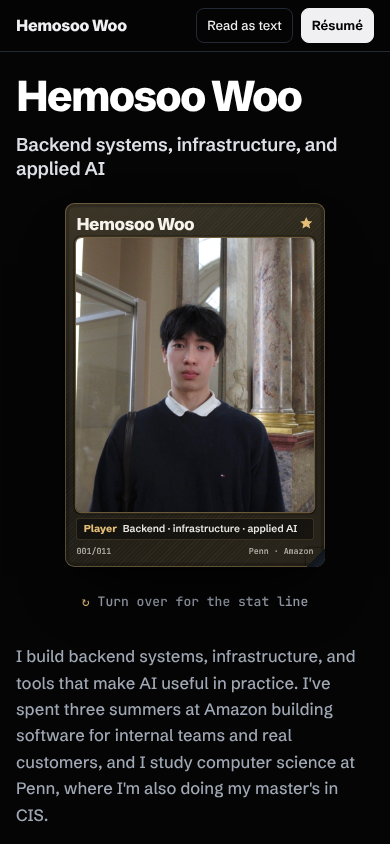 Hemosoo Woo
Read as text
Résumé
Hemosoo Woo
Backend systems, infrastructure, and
applied AI
Hemosoo Woo
Player Backend · infrastructure · applied AI
001/011
Penn · Amazon
↻ Turn over for the stat line
I build backend systems, infrastructure, and
tools that make AI useful in practice. I've
spent three summers at Amazon building
software for internal teams and real
customers, and I study computer science at
Penn, where I'm also doing my master's in
CIS.